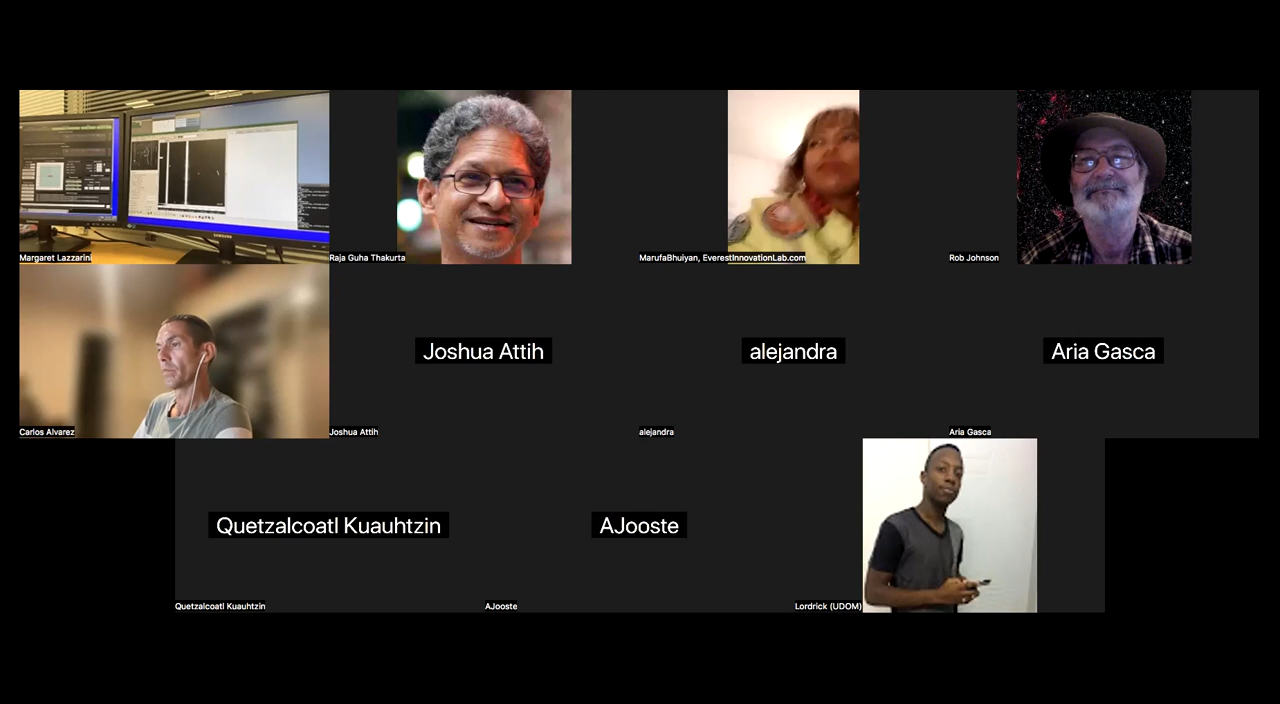 Margaret Lazzarini
Raja Guha Thakurta
MarufaBhuiyan, EverestInnovationLab.com
Rob Johnson
Carlos Alvarez
Joshua Attih
Joshua Attih
alejandra
alejandra
Aria Gasca
Aria Gasca
Quetzalcoatl Kuauhtzin
Quetzalcoatl Kuauhtzin
AJooste
AJooste
Lordrick (UDOM)
SAMSUNG